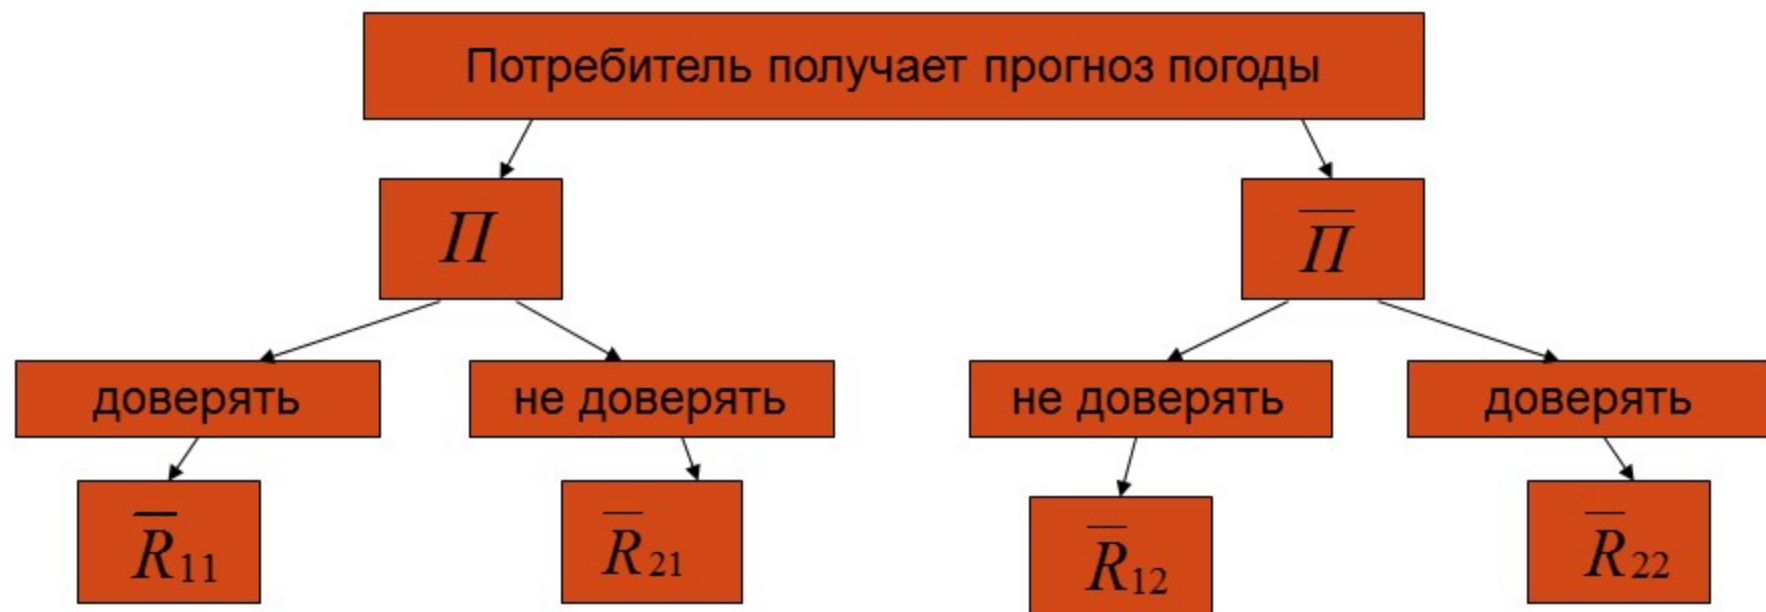 Потребитель получает прогноз погоды
П
П̅
доверять
не доверять
не доверять
доверять
R̅₁₁
R̅₂₁
R̅₁₂
R̅₂₂